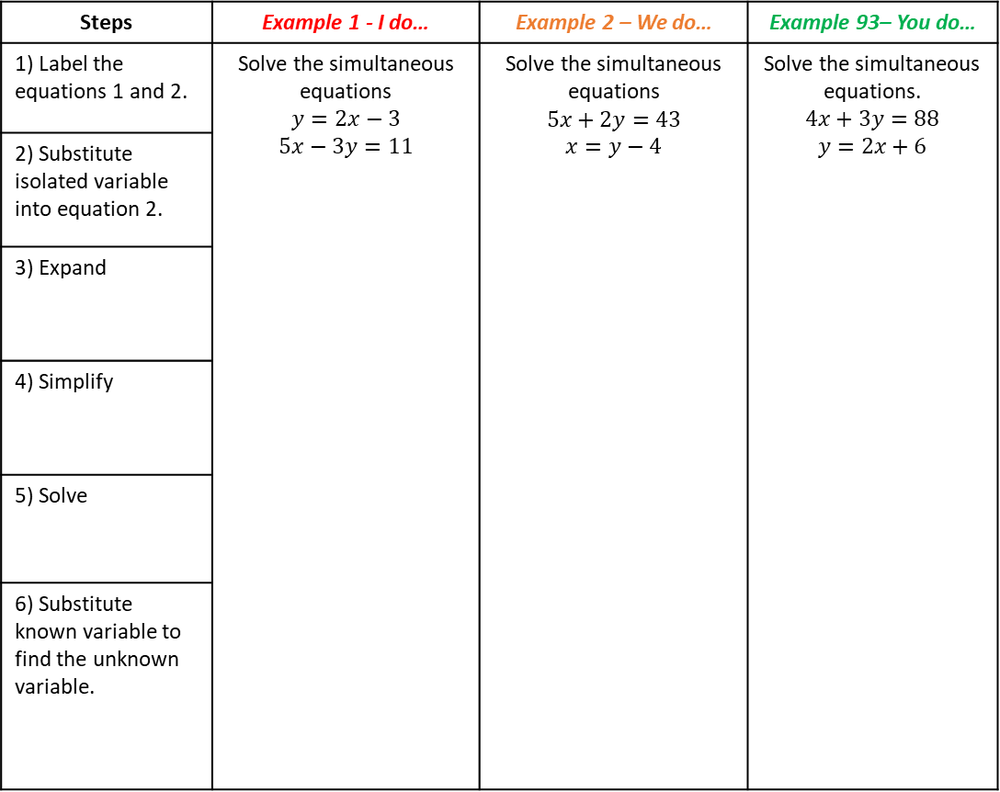 Steps
Example 1 - I do...
Example 2 – We do...
Example 93– You do...
1) Label the
equations 1 and 2.
2) Substitute
isolated variable
into equation 2.
3) Expand
4) Simplify
5) Solve
6) Substitute
known variable to
find the unknown
variable.
Solve the simultaneous
equations
y = 2x − 3
5x − 3y = 11
Solve the simultaneous
equations
5x + 2y = 43
x = y − 4
Solve the simultaneous
equations.
4x + 3y = 88
y = 2x + 6